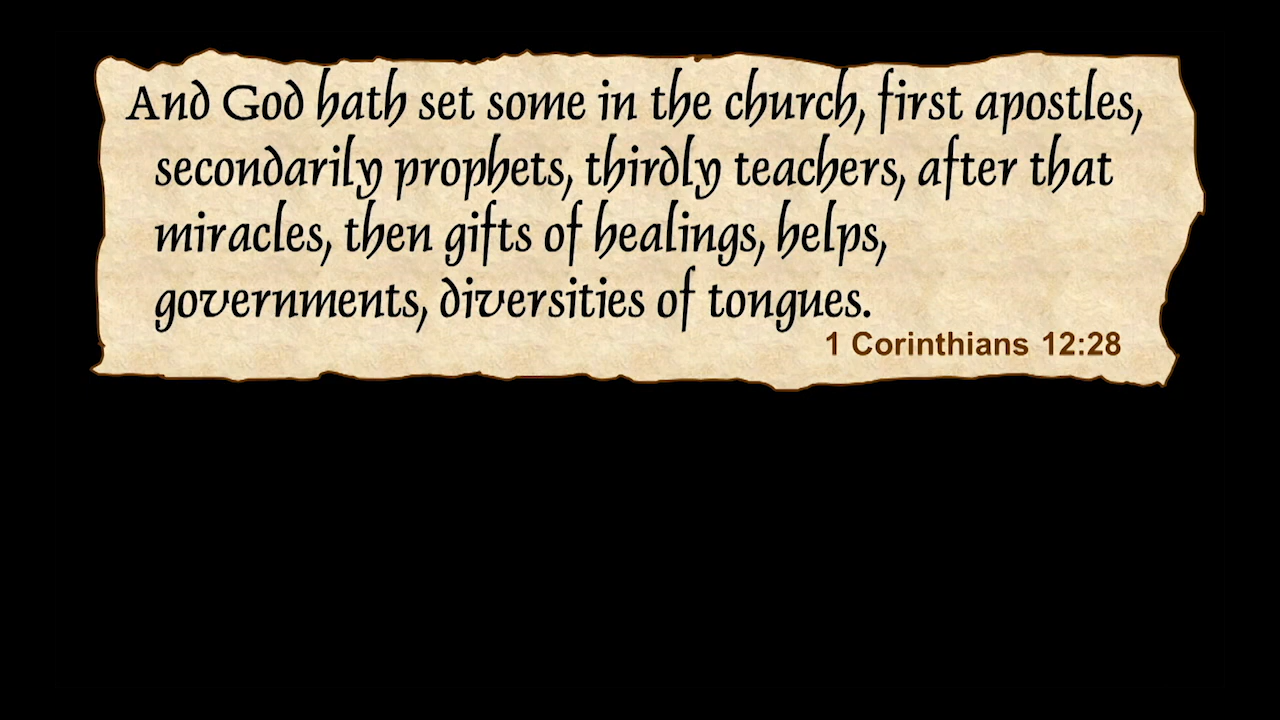 And God hath set some in the church, first apostles,
secondarily prophets, thirdly teachers, after that
miracles, then gifts of healings, helps,
governments, diversities of tongues.
1 Corinthians 12:28